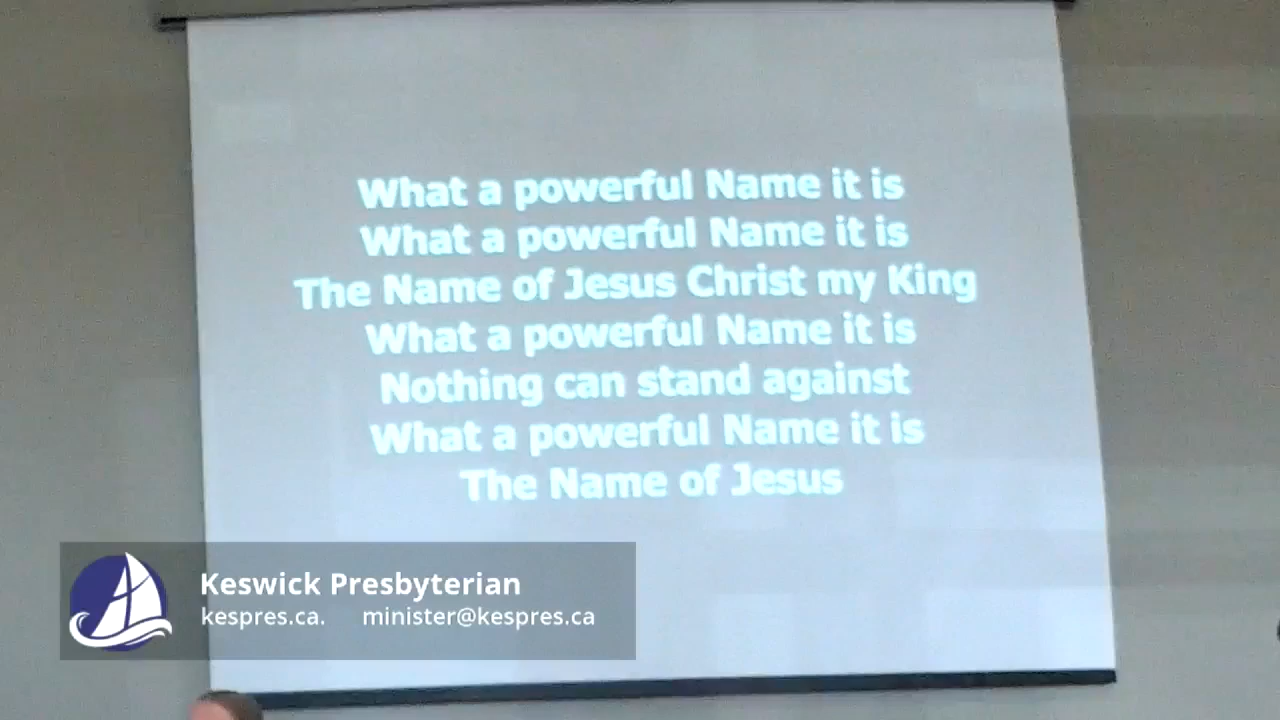 What a powerful Name it is
What a powerful Name it is
The Name of Jesus Christ my King
What a powerful Name it is
Nothing can stand against
What a powerful Name it is
The Name of Jesus
Keswick Presbyterian
kespres.ca. minister@kespres.ca